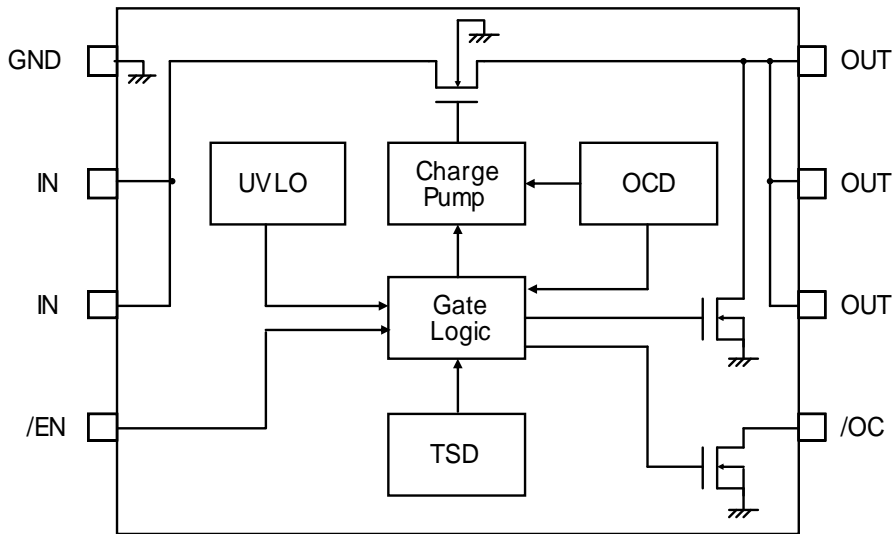 GND
OUT
IN
UVLO
Charge
Pump
OCD
OUT
IN
Gate
Logic
OUT
/EN
TSD
/OC